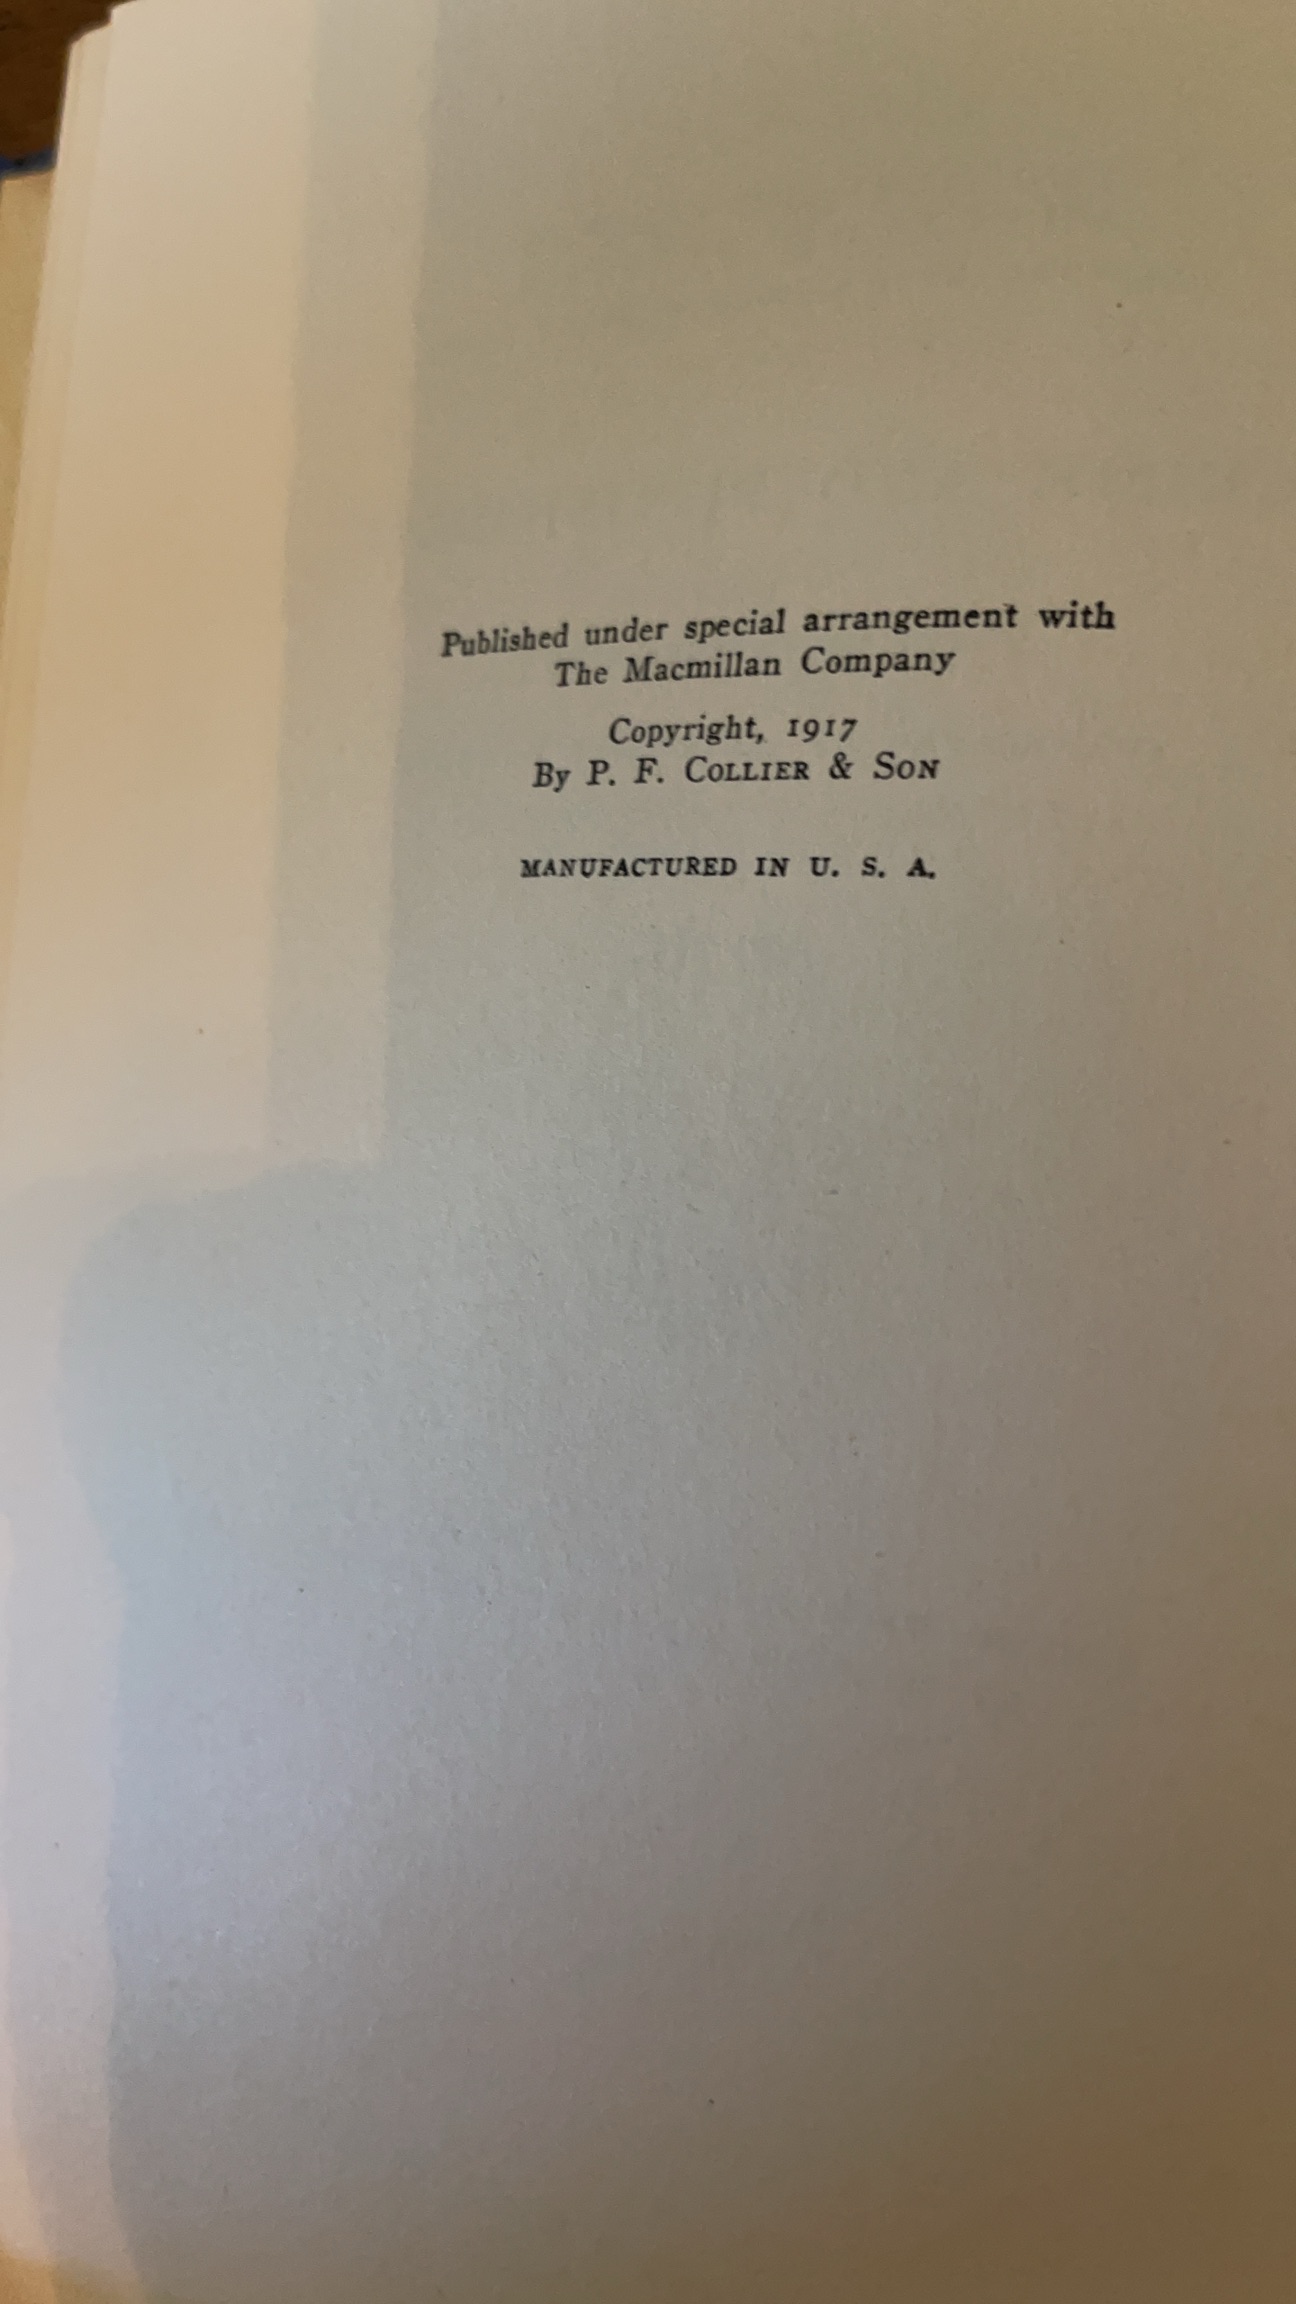 Published under special arrangement with
The Macmillan Company
Copyright, 1917
By P. F. COLLIER & SON
MANUFACTURED IN U. S. A.